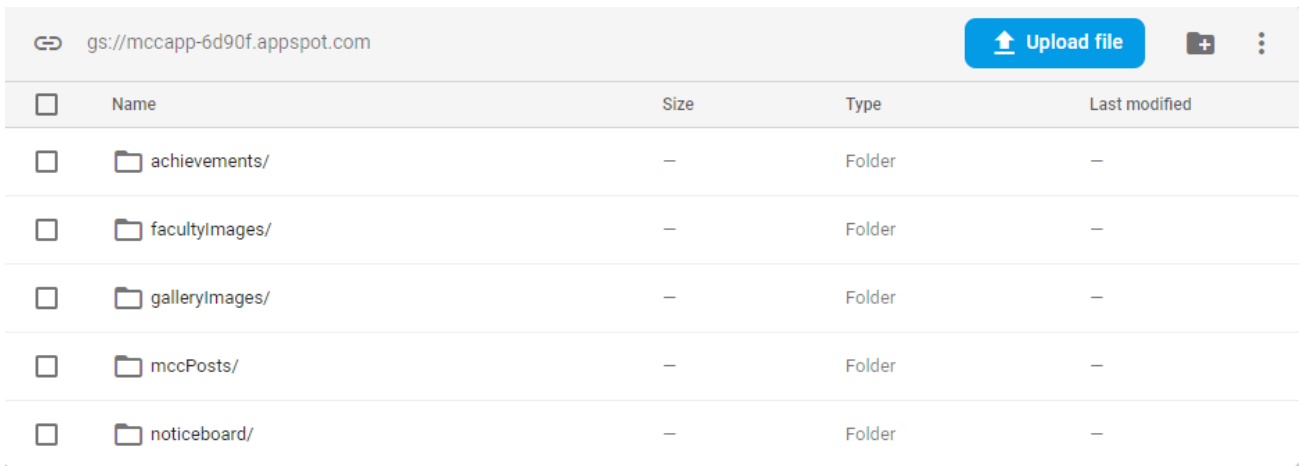 gs://mccapp-6d90f.appspot.com Upload file
Name Size Type Last modified
achievements/ — Folder —
facultyImages/ — Folder —
galleryImages/ — Folder —
mccPosts/ — Folder —
noticeboard/ — Folder —